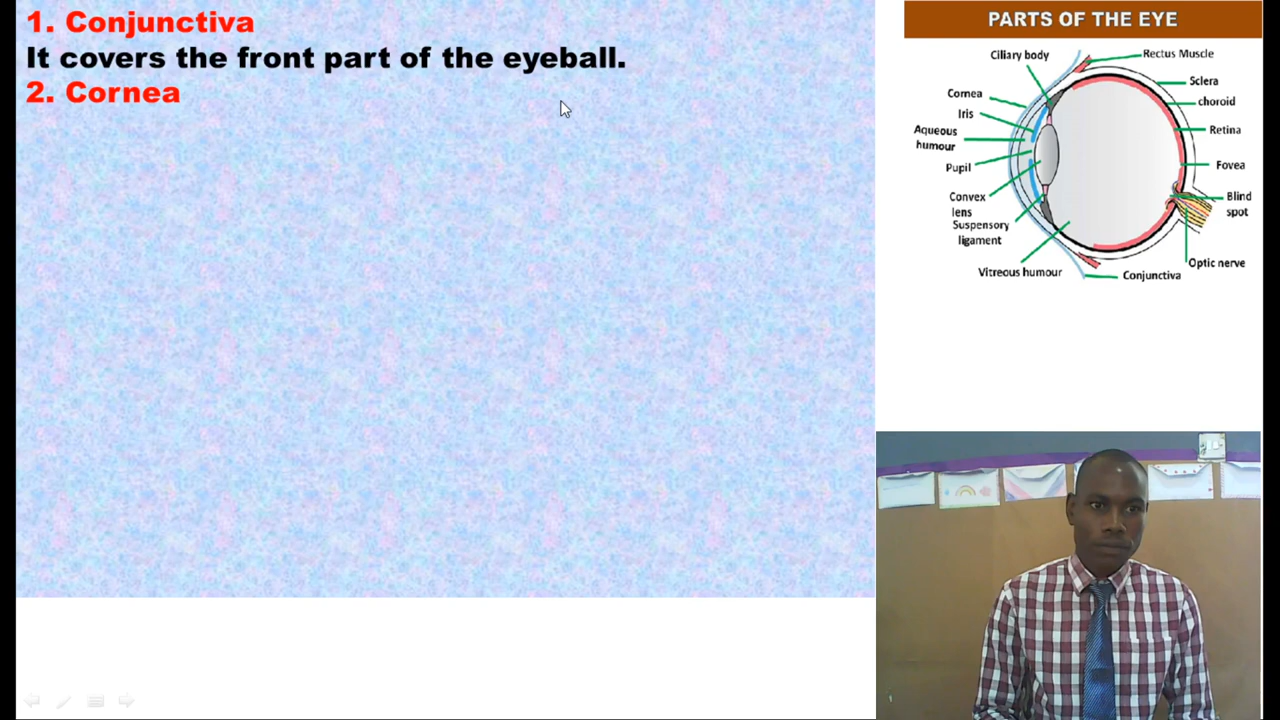 1. Conjunctiva
It covers the front part of the eyeball.
2. Cornea
PARTS OF THE EYE
Ciliary body
Rectus Muscle
Cornea
Sclera
Iris
choroid
Aqueous
humour
Retina
Pupil
Fovea
Convex
lens
Blind
spot
Suspensory
ligament
Vitreous humour
Optic nerve
Conjunctiva